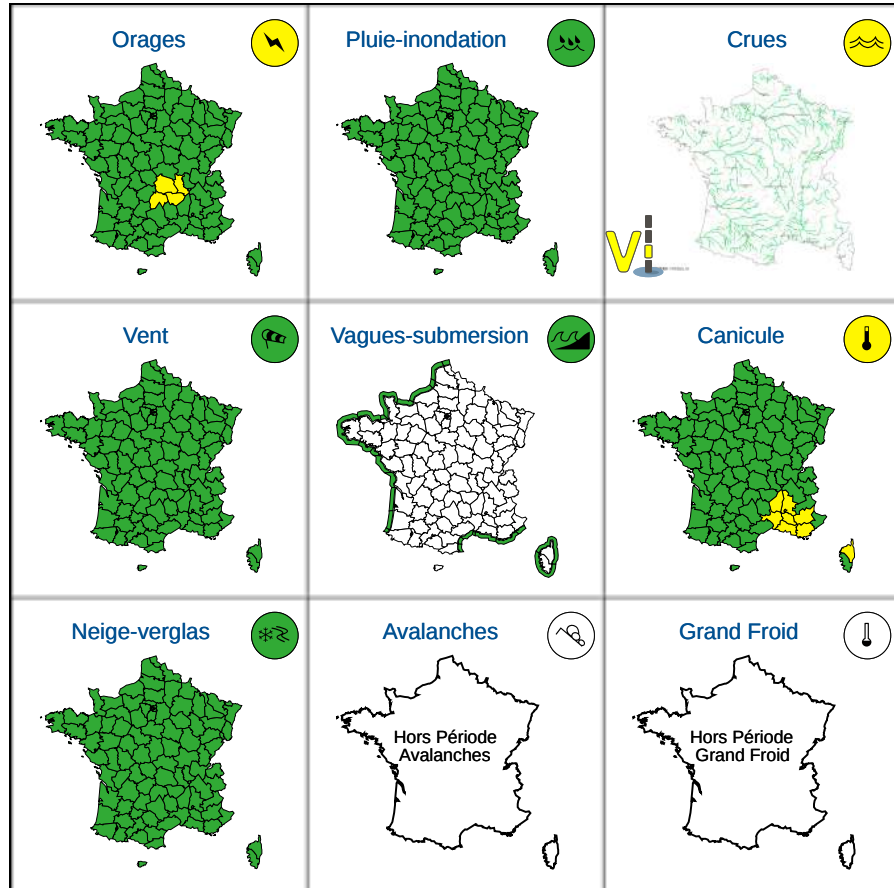 Orages
Pluie-inondation
Crues
Vent
Vagues-submersion
Canicule
Neige-verglas
Avalanches
Hors Période
Avalanches
Grand Froid
Hors Période
Grand Froid